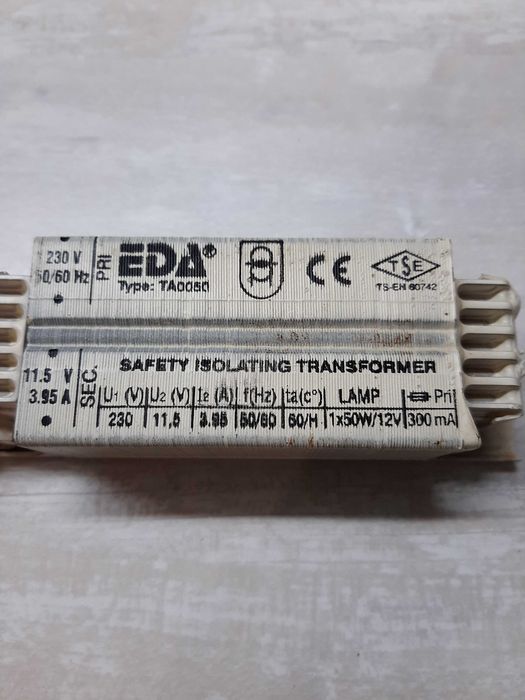 230 V
50/60 Hz
PRI
EDA®
Type: TA0050
CE
TSE
TS-EN 60742
11.5 V
3.95 A
SEC.
SAFETY ISOLATING TRANSFORMER
U1 (V) U2 (V) I2 (A) f(Hz) ta(c°) LAMP Pri
230 11,5 3.95 50/60 60/H 1x50W/12V 300 mA